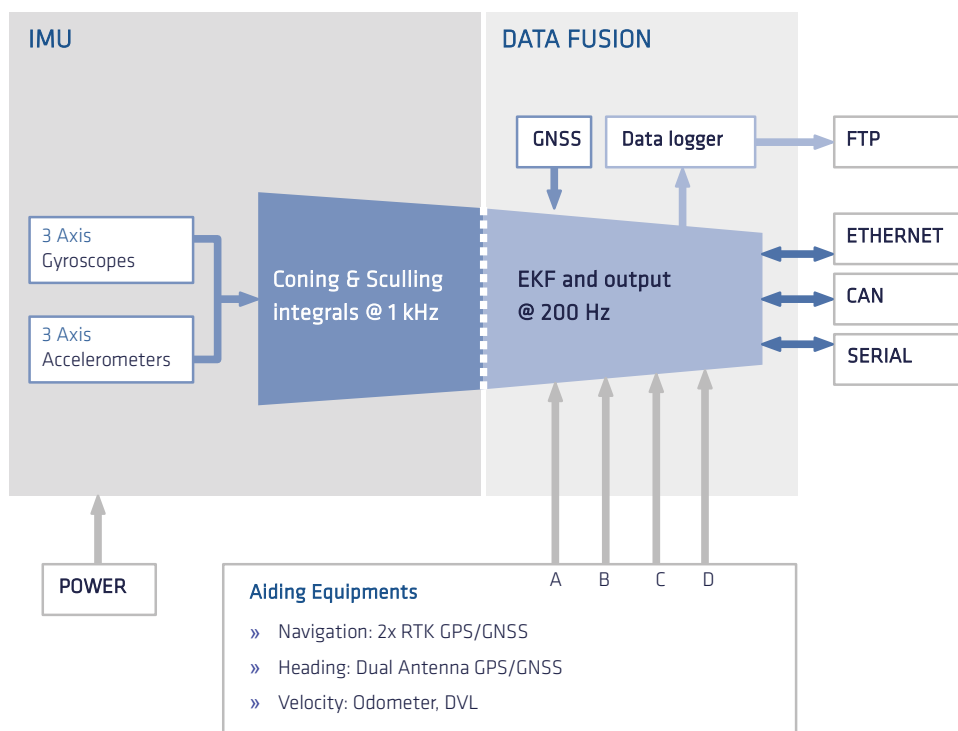 IMU
DATA FUSION
GNSS
Data logger
FTP
3 Axis
Gyroscopes
3 Axis
Accelerometers
Coning & Sculling
integrals @ 1 kHz
EKF and output
@ 200 Hz
ETHERNET
CAN
SERIAL
POWER
A
B
C
D
Aiding Equipments
» Navigation: 2x RTK GPS/GNSS
» Heading: Dual Antenna GPS/GNSS
» Velocity: Odometer, DVL